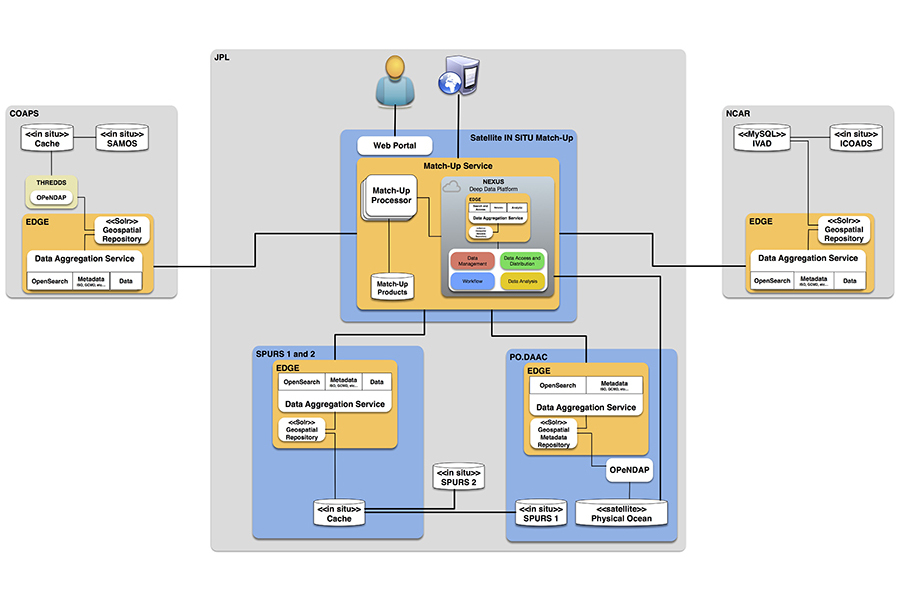 JPL
COAPS
<<in situ>>
Cache
<<in situ>>
SAMOS
THREDDS
OPeNDAP
EDGE
<<Solr>>
Geospatial
Repository
Data Aggregation Service
OpenSearch
Metadata
ISO, GCMD, etc...
Data
Satellite IN SITU Match-Up
Web Portal
Match-Up Service
Match-Up
Processor
Match-Up
Products
NEXUS
Deep Data Platform
EDGE
Data Aggregation Service
Data
Management
Data Access and
Distribution
Workflow
Data Analysis
NCAR
<<MySQL>>
IVAD
<<in situ>>
ICOADS
EDGE
<<Solr>>
Geospatial
Repository
Data Aggregation Service
OpenSearch
Metadata
ISO, GCMD, etc...
Data
SPURS 1 and 2
EDGE
OpenSearch
Metadata
ISO, GCMD, etc...
Data
Data Aggregation Service
<<Solr>>
Geospatial
Repository
<<in situ>>
Cache
<<in situ>>
SPURS 2
PO.DAAC
EDGE
OpenSearch
Metadata
ISO, GCMD, etc...
Data Aggregation Service
<<Solr>>
Geospatial
Metadata
Repository
OPeNDAP
<<in situ>>
SPURS 1
<<satellite>>
Physical Ocean